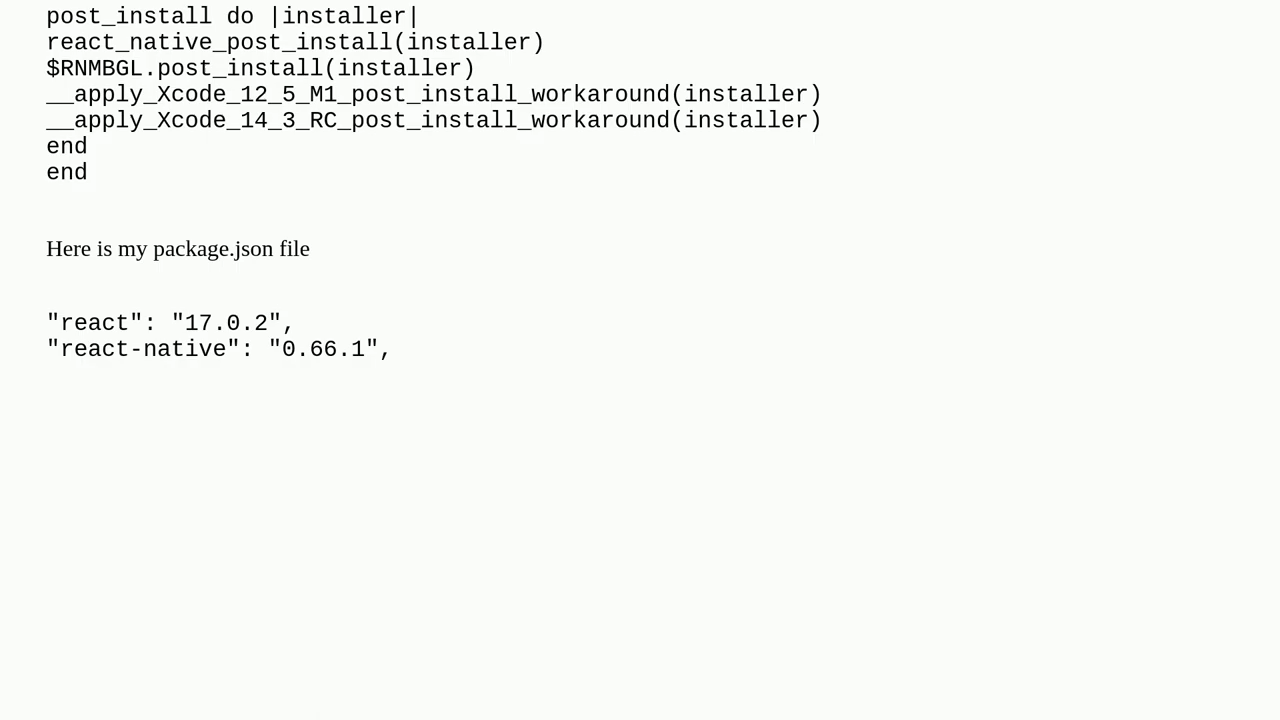 post_install do |installer|
react_native_post_install(installer)
$RNMBGL.post_install(installer)
__apply_Xcode_12_5_M1_post_install_workaround(installer)
__apply_Xcode_14_3_RC_post_install_workaround(installer)
end
end
Here is my package.json file
"react": "17.0.2",
"react-native": "0.66.1",